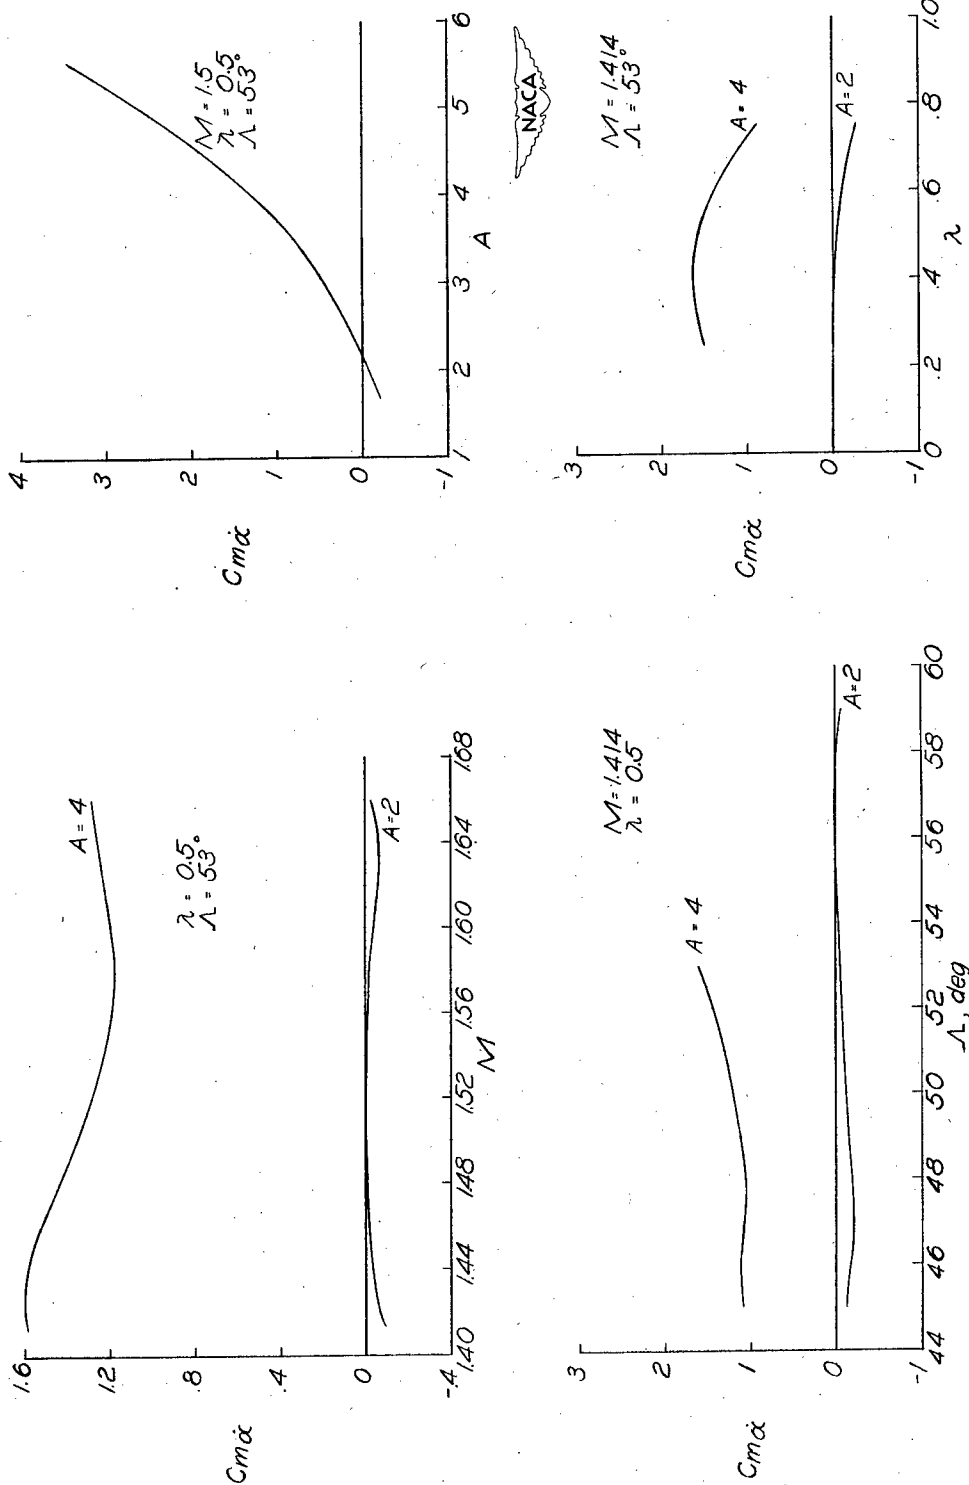 1.6
1.2
.8
.4
0
-.4
Cmα̇
1.40
1.44
1.48
1.52
1.56
1.60
1.64
1.68
M
A = 4
A=2
λ = 0.5
Λ = 53°
4
3
2
1
0
-1
Cmα̇
1
2
3
4
5
6
A
M = 1.5
λ = 0.5
Λ = 53°
NACA
3
2
1
0
-1
Cmα̇
44
46
48
50
52
54
56
58
60
Λ, deg
A = 4
A=2
M = 1.414
λ = 0.5
3
2
1
0
-1
Cmα̇
0
.2
.4
.6
.8
1.0
λ
A = 4
A=2
M = 1.414
Λ = 53°